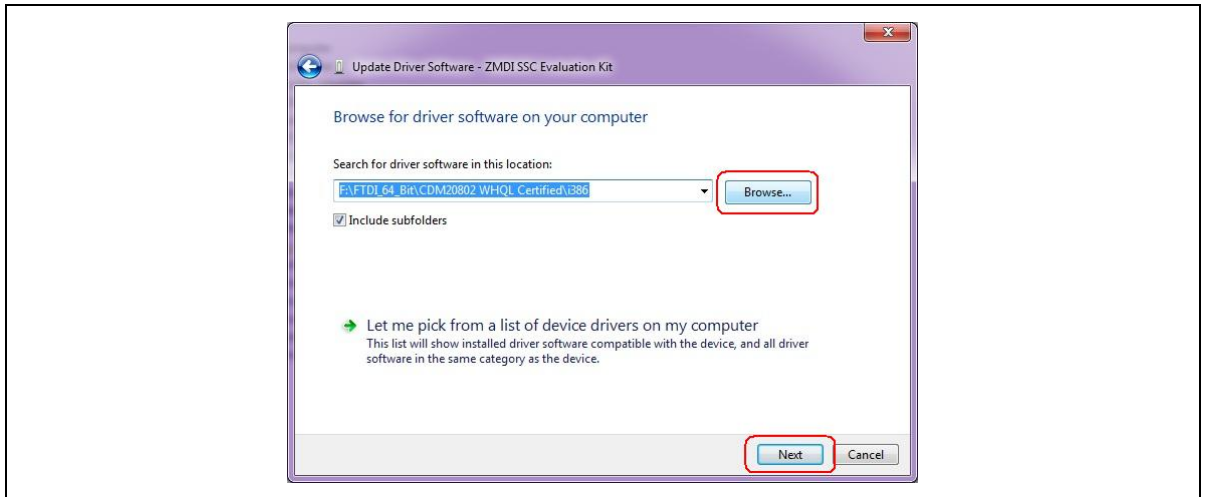 Update Driver Software - ZMDI SSC Evaluation Kit
Browse for driver software on your computer
Search for driver software in this location:
F:\FTDI_64_Bit\CDM20802 WHQL Certified\i386
Browse...
Include subfolders
Let me pick from a list of device drivers on my computer
This list will show installed driver software compatible with the device, and all driver
software in the same category as the device.
Next
Cancel